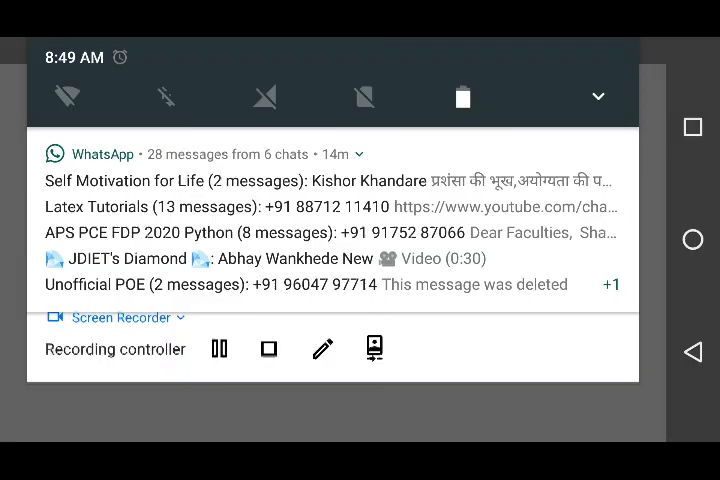 8:49 AM
WhatsApp • 28 messages from 6 chats • 14m
Self Motivation for Life (2 messages): Kishor Khandare प्रशंसा की भूख,अयोग्यता की प...
Latex Tutorials (13 messages): +91 88712 11410 https://www.youtube.com/cha...
APS PCE FDP 2020 Python (8 messages): +91 91752 87066 Dear Faculties, Sha...
JDIET's Diamond : Abhay Wankhede New Video (0:30)
Unofficial POE (2 messages): +91 96047 97714 This message was deleted +1
Screen Recorder
Recording controller